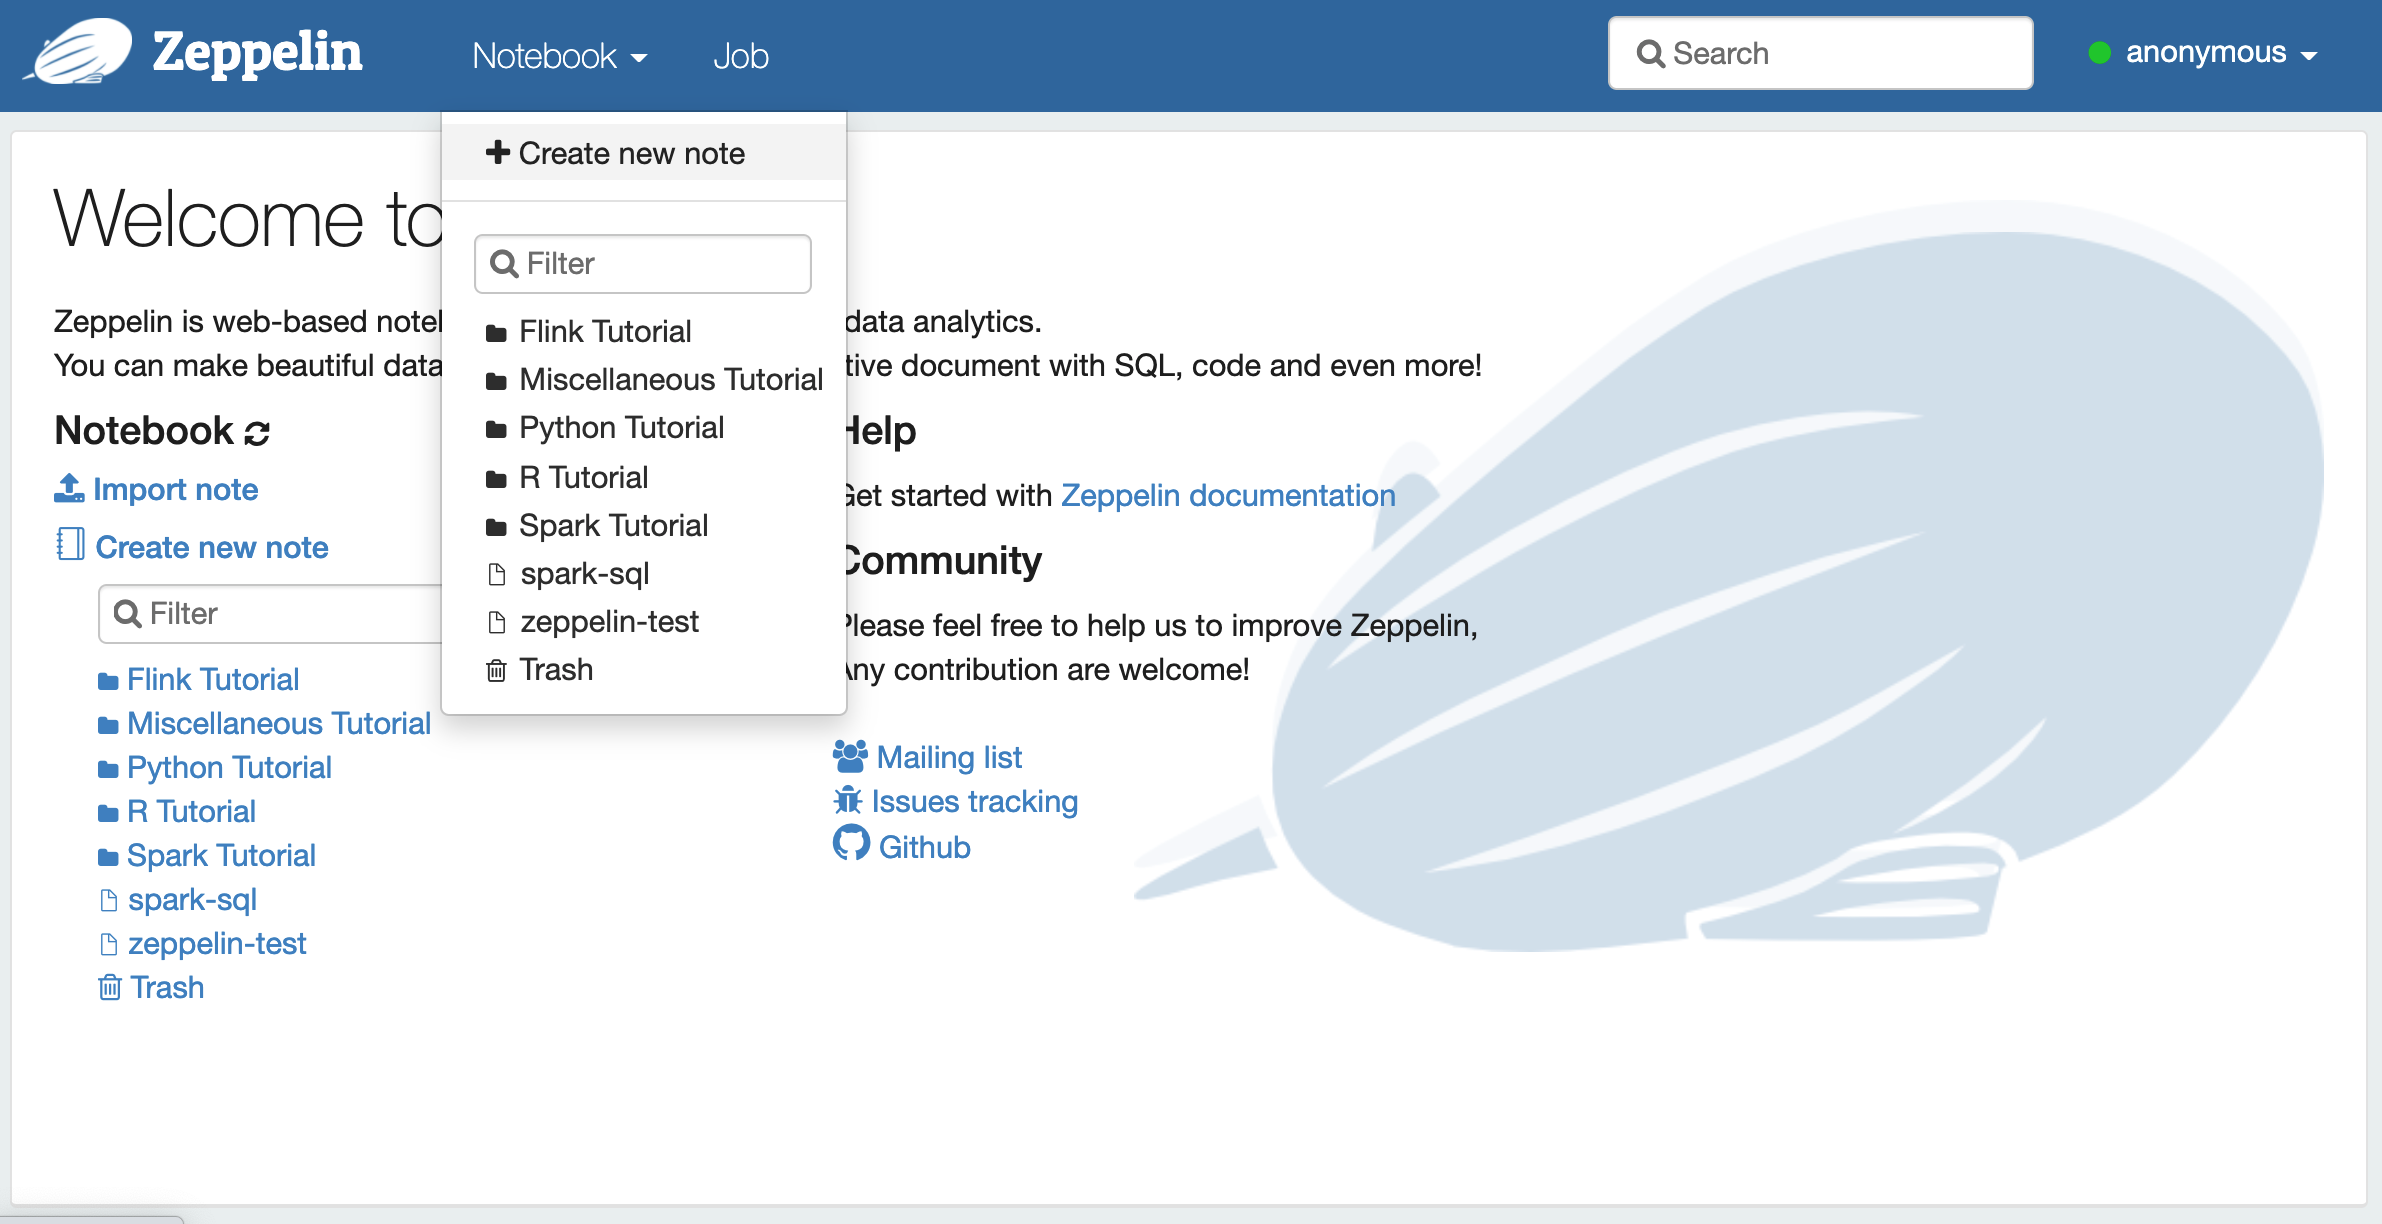 Zeppelin
Notebook
Job
Search
anonymous
Create new note
Filter
Flink Tutorial
Miscellaneous Tutorial
Python Tutorial
R Tutorial
Spark Tutorial
spark-sql
zeppelin-test
Trash
Welcome to
Zeppelin is web-based data analytics.
You can make beautiful data document with SQL, code and even more!
Notebook
Import note
Create new note
Filter
Flink Tutorial
Miscellaneous Tutorial
Python Tutorial
R Tutorial
Spark Tutorial
spark-sql
zeppelin-test
Trash
Help
Get started with Zeppelin documentation
Community
Please feel free to help us to improve Zeppelin,
Any contribution are welcome!
Mailing list
Issues tracking
Github